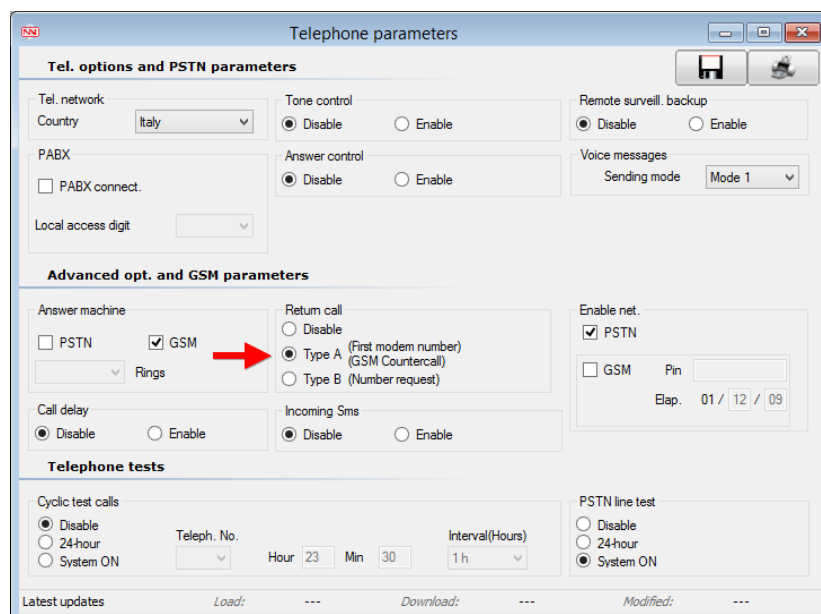 Telephone parameters
Tel. options and PSTN parameters
Tel. network
Country Italy
Tone control
Disable Enable
Remote surveill. backup
Disable Enable
PABX
PABX connect.
Local access digit
Answer control
Disable Enable
Voice messages
Sending mode Mode 1
Advanced opt. and GSM parameters
Answer machine
PSTN GSM
Rings
Return call
Disable
Type A (First modem number)
(GSM Countercall)
Type B (Number request)
Enable net.
PSTN
GSM Pin
Elap. 01 / 12 / 09
Call delay
Disable Enable
Incoming Sms
Disable Enable
Telephone tests
Cyclic test calls
Disable
24-hour
System ON
Teleph. No.
Hour 23 Min 30
Interval(Hours)
1 h
PSTN line test
Disable
24-hour
System ON
Latest updates Load: --- Download: --- Modified: ---